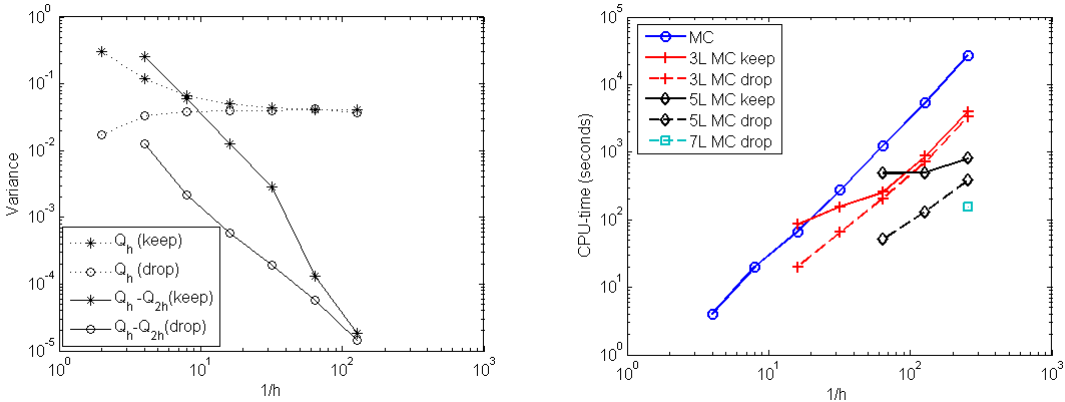 10^0
10^-1
10^-2
10^-3
10^-4
10^-5
Variance
Q_h (keep)
Q_h (drop)
Q_h -Q_2h(keep)
Q_h-Q_2h(drop)
10^0 10^1 10^2 10^3
1/h
10^5
10^4
10^3
10^2
10^1
10^0
CPU-time (seconds)
MC
3L MC keep
3L MC drop
5L MC keep
5L MC drop
7L MC drop
10^0 10^1 10^2 10^3
1/h